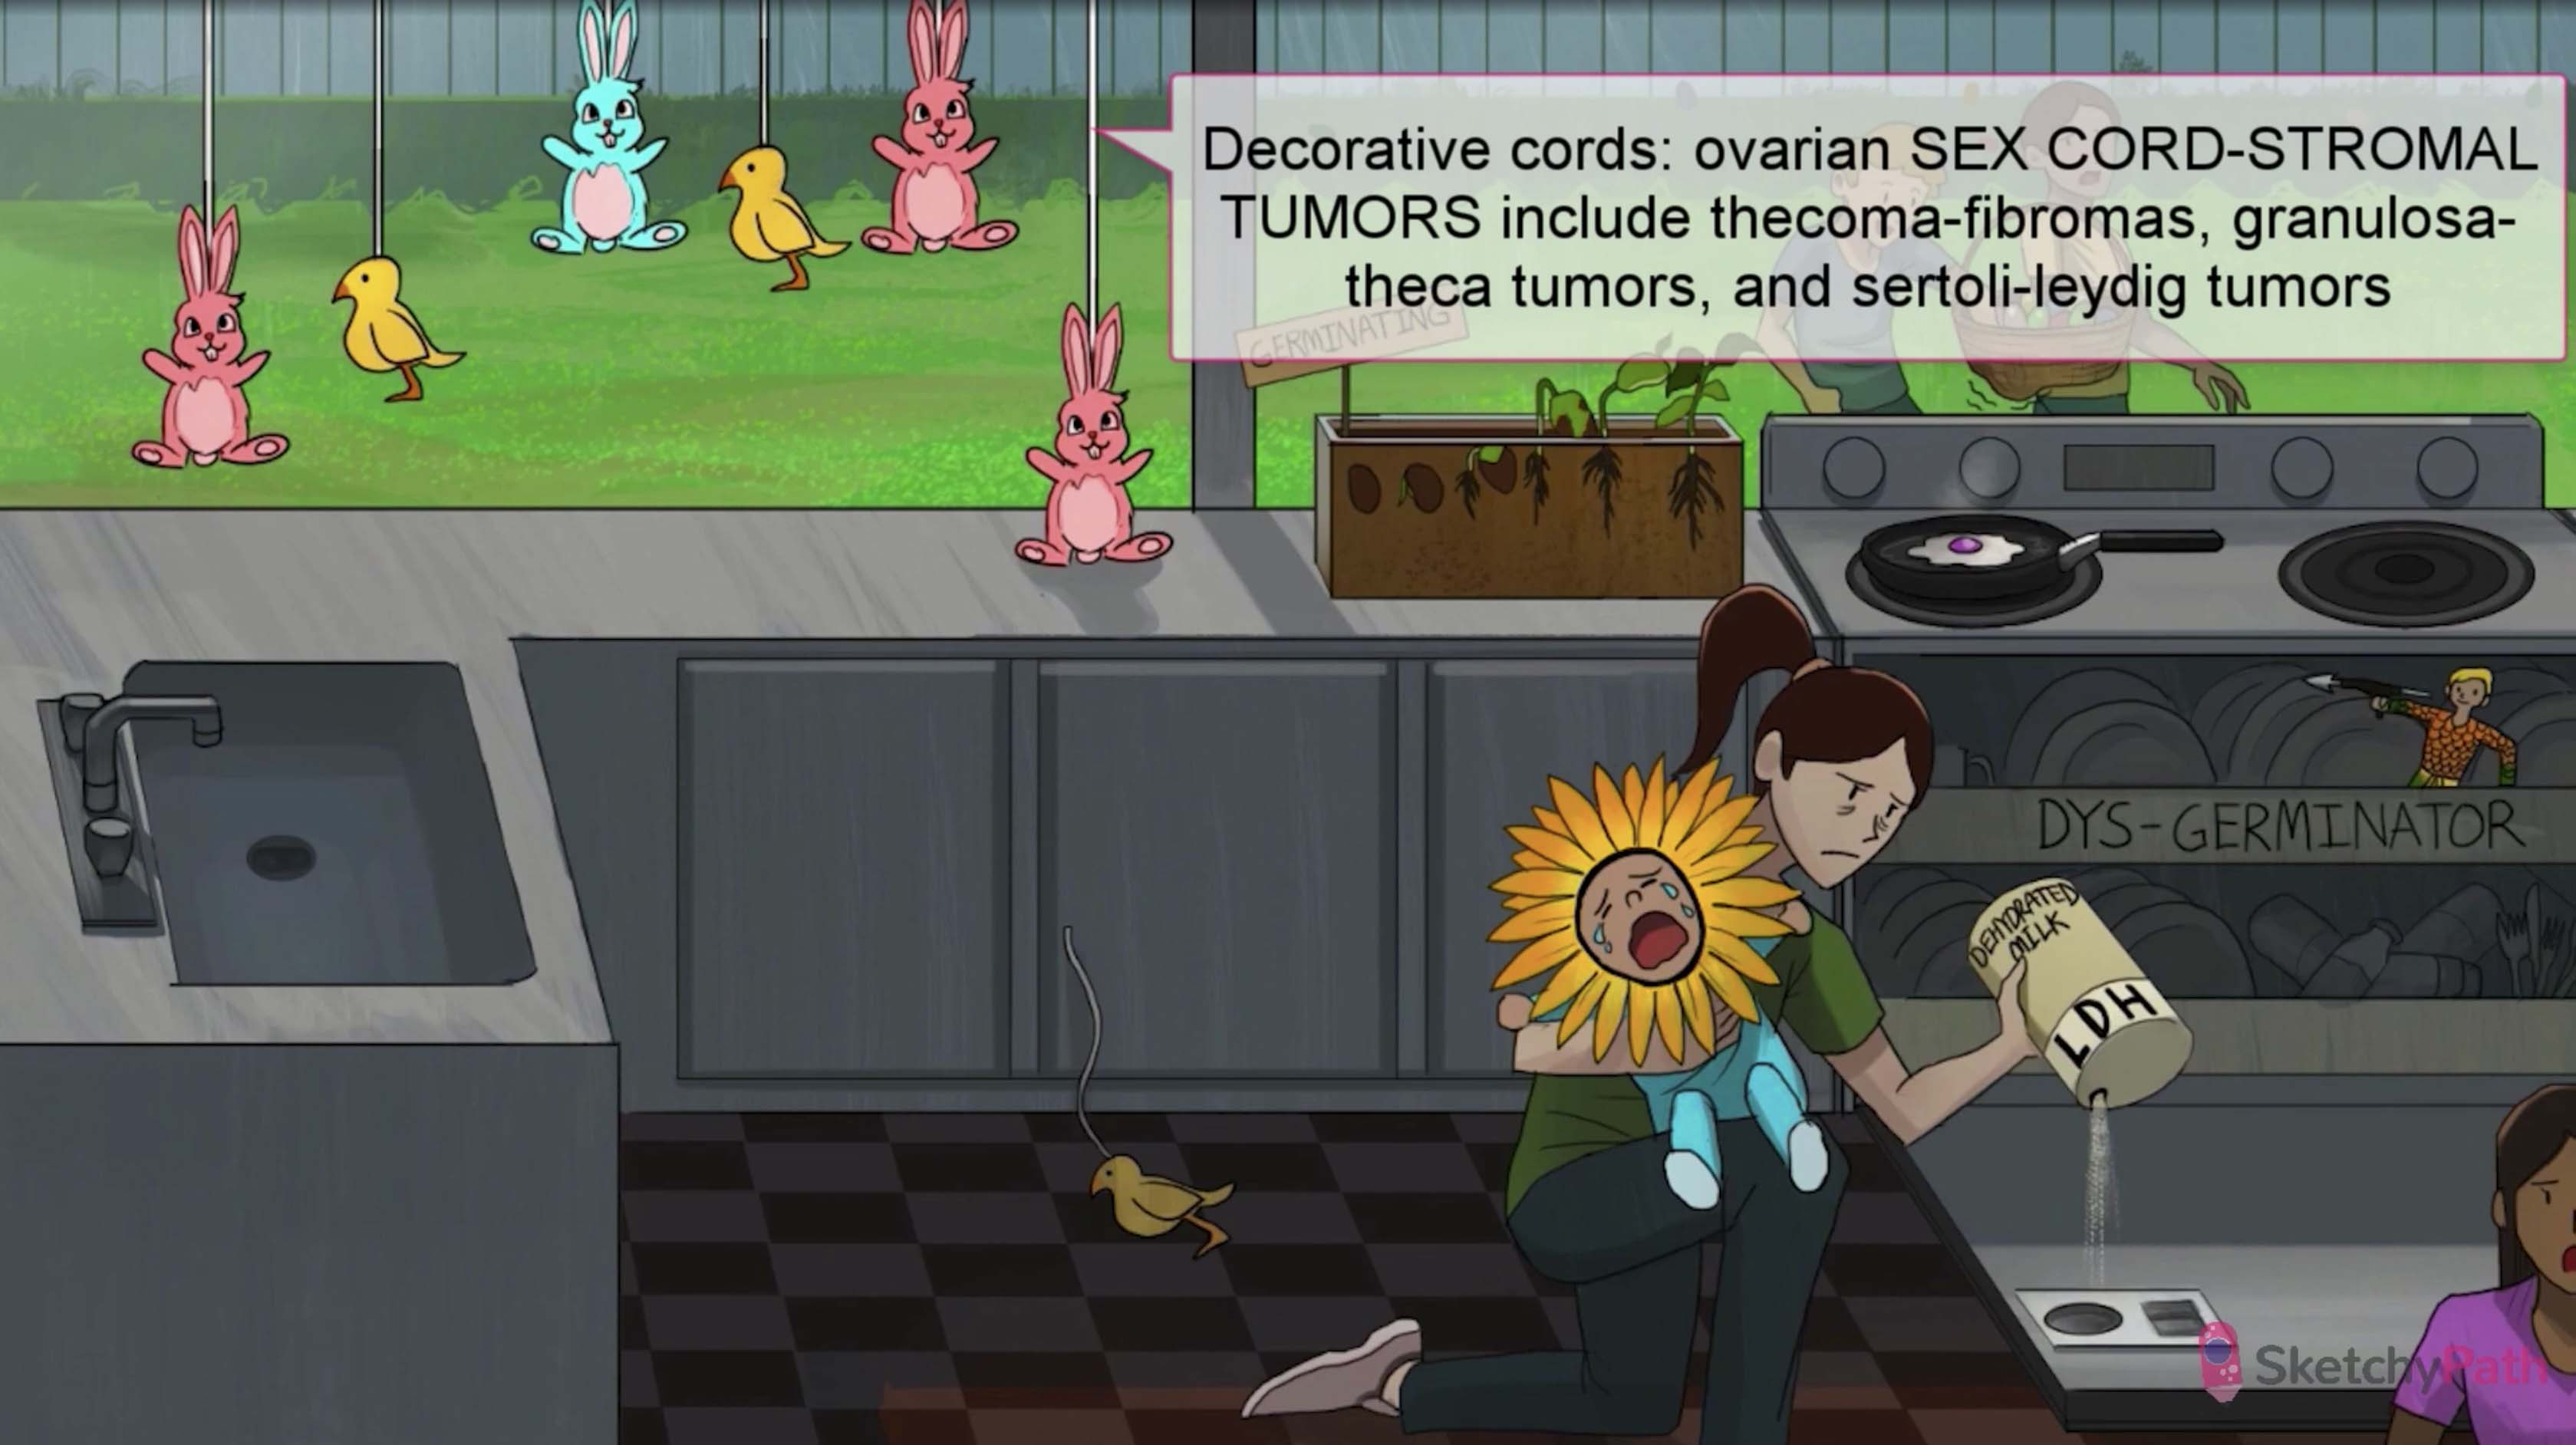 Decorative cords: ovarian SEX CORD-STROMAL
TUMORS include thecoma-fibromas, granulosa-
theca tumors, and sertoli-leydig tumors
GERMINATING
DYS-GERMINATOR
DEHYDRATED
MILK
LDH
SketchyPath